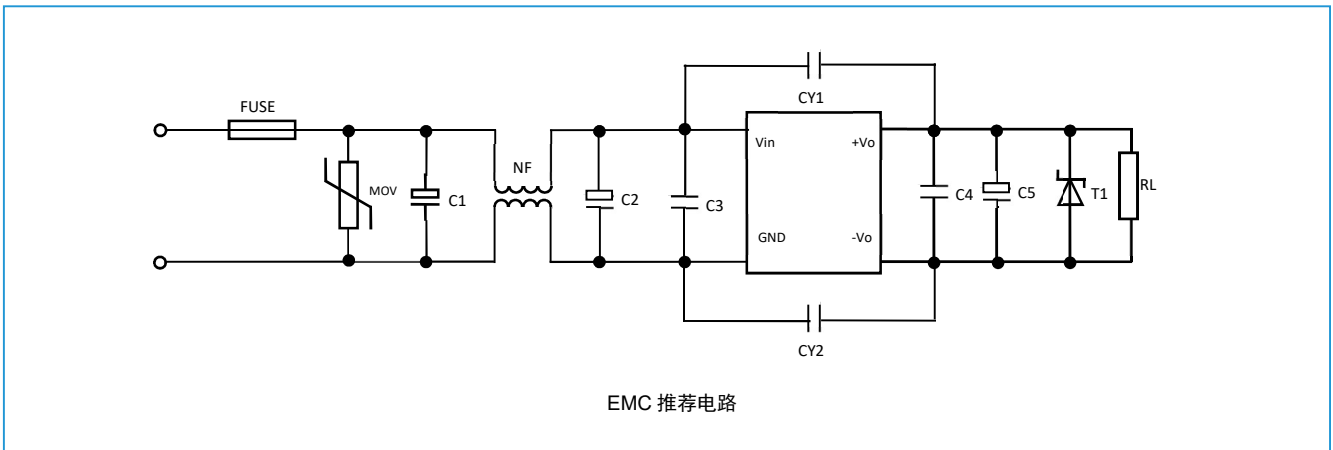 CY1
FUSE
Vin
+Vo
NF
MOV
C1
C2
C3
C4
C5
T1
RL
GND
-Vo
CY2
EMC 推荐电路